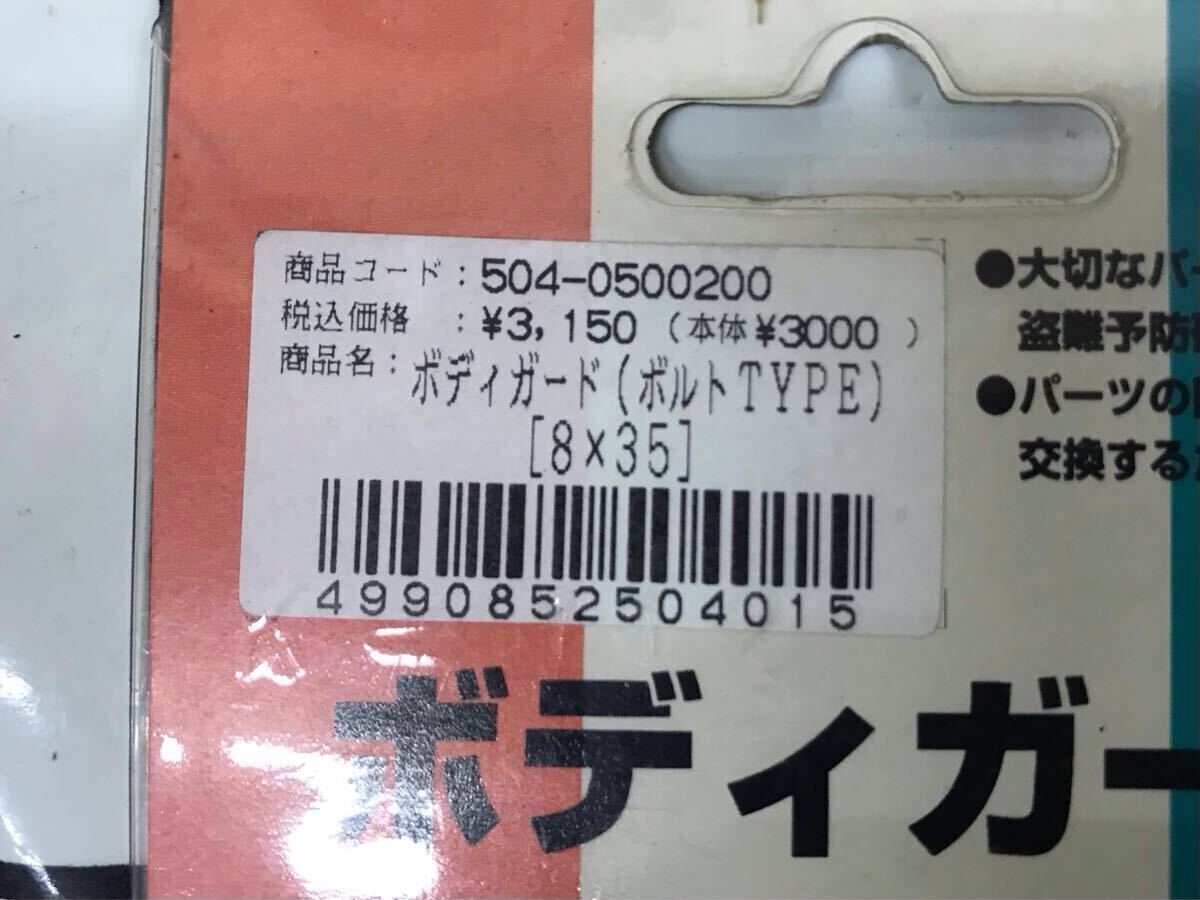 商品コード：504-0500200
税込価格　：¥3,150（本体¥3000）
商品名：ボディガード(ボルトTYPE)
[8×35]
4990852504015
●大切なパー
盗難予防
●パーツの
交換する
ボディガー